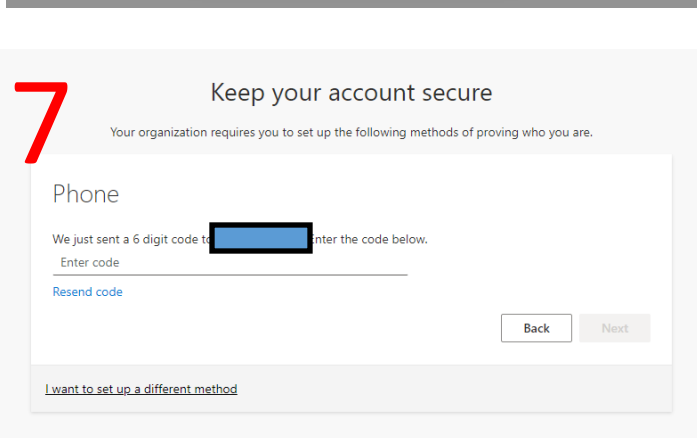 7
Keep your account secure
Your organization requires you to set up the following methods of proving who you are.
Phone
We just sent a 6 digit code to Enter the code below.
Enter code
Resend code
Back Next
I want to set up a different method